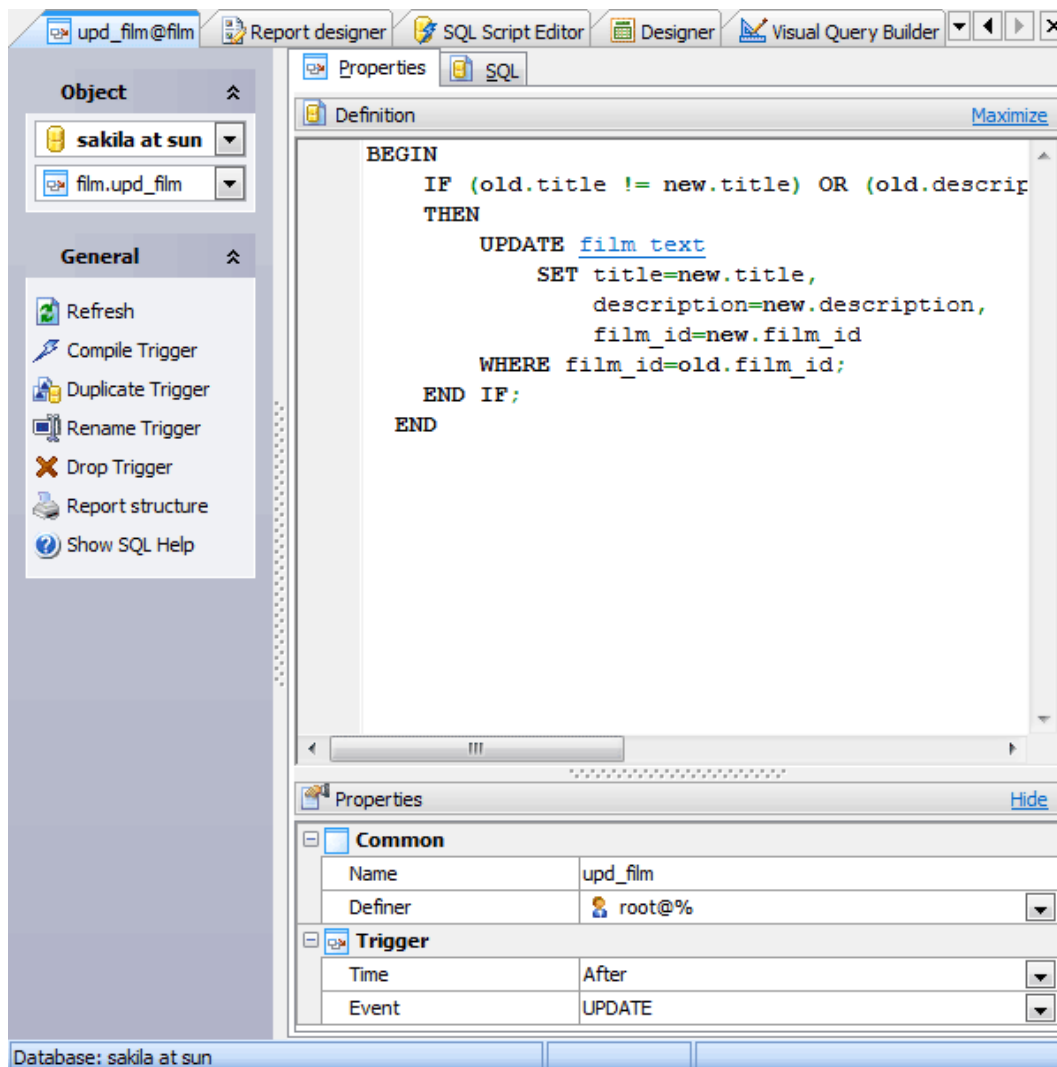 upd_film@film Report designer SQL Script Editor Designer Visual Query Builder
Properties SQL
Object
sakila at sun
film.upd_film
General
Refresh
Compile Trigger
Duplicate Trigger
Rename Trigger
Drop Trigger
Report structure
Show SQL Help
Definition Maximize
BEGIN
IF (old.title != new.title) OR (old.descrip
THEN
UPDATE film_text
SET title=new.title,
description=new.description,
film_id=new.film_id
WHERE film_id=old.film_id;
END IF;
END
Properties Hide
Common
Name upd_film
Definer root@%
Trigger
Time After
Event UPDATE
Database: sakila at sun